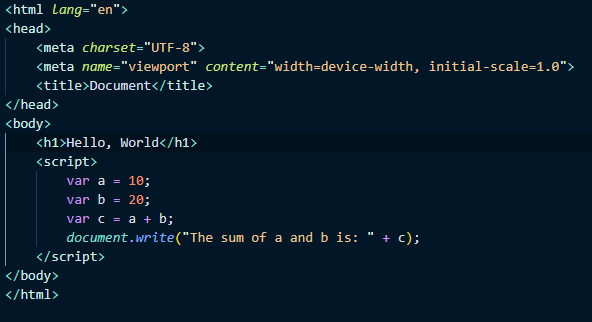 <html lang="en">
<head>
    <meta charset="UTF-8">
    <meta name="viewport" content="width=device-width, initial-scale=1.0">
    <title>Document</title>
</head>
<body>
    <h1>Hello, World</h1>
    <script>
        var a = 10;
        var b = 20;
        var c = a + b;
        document.write("The sum of a and b is: " + c);
    </script>
</body>
</html>